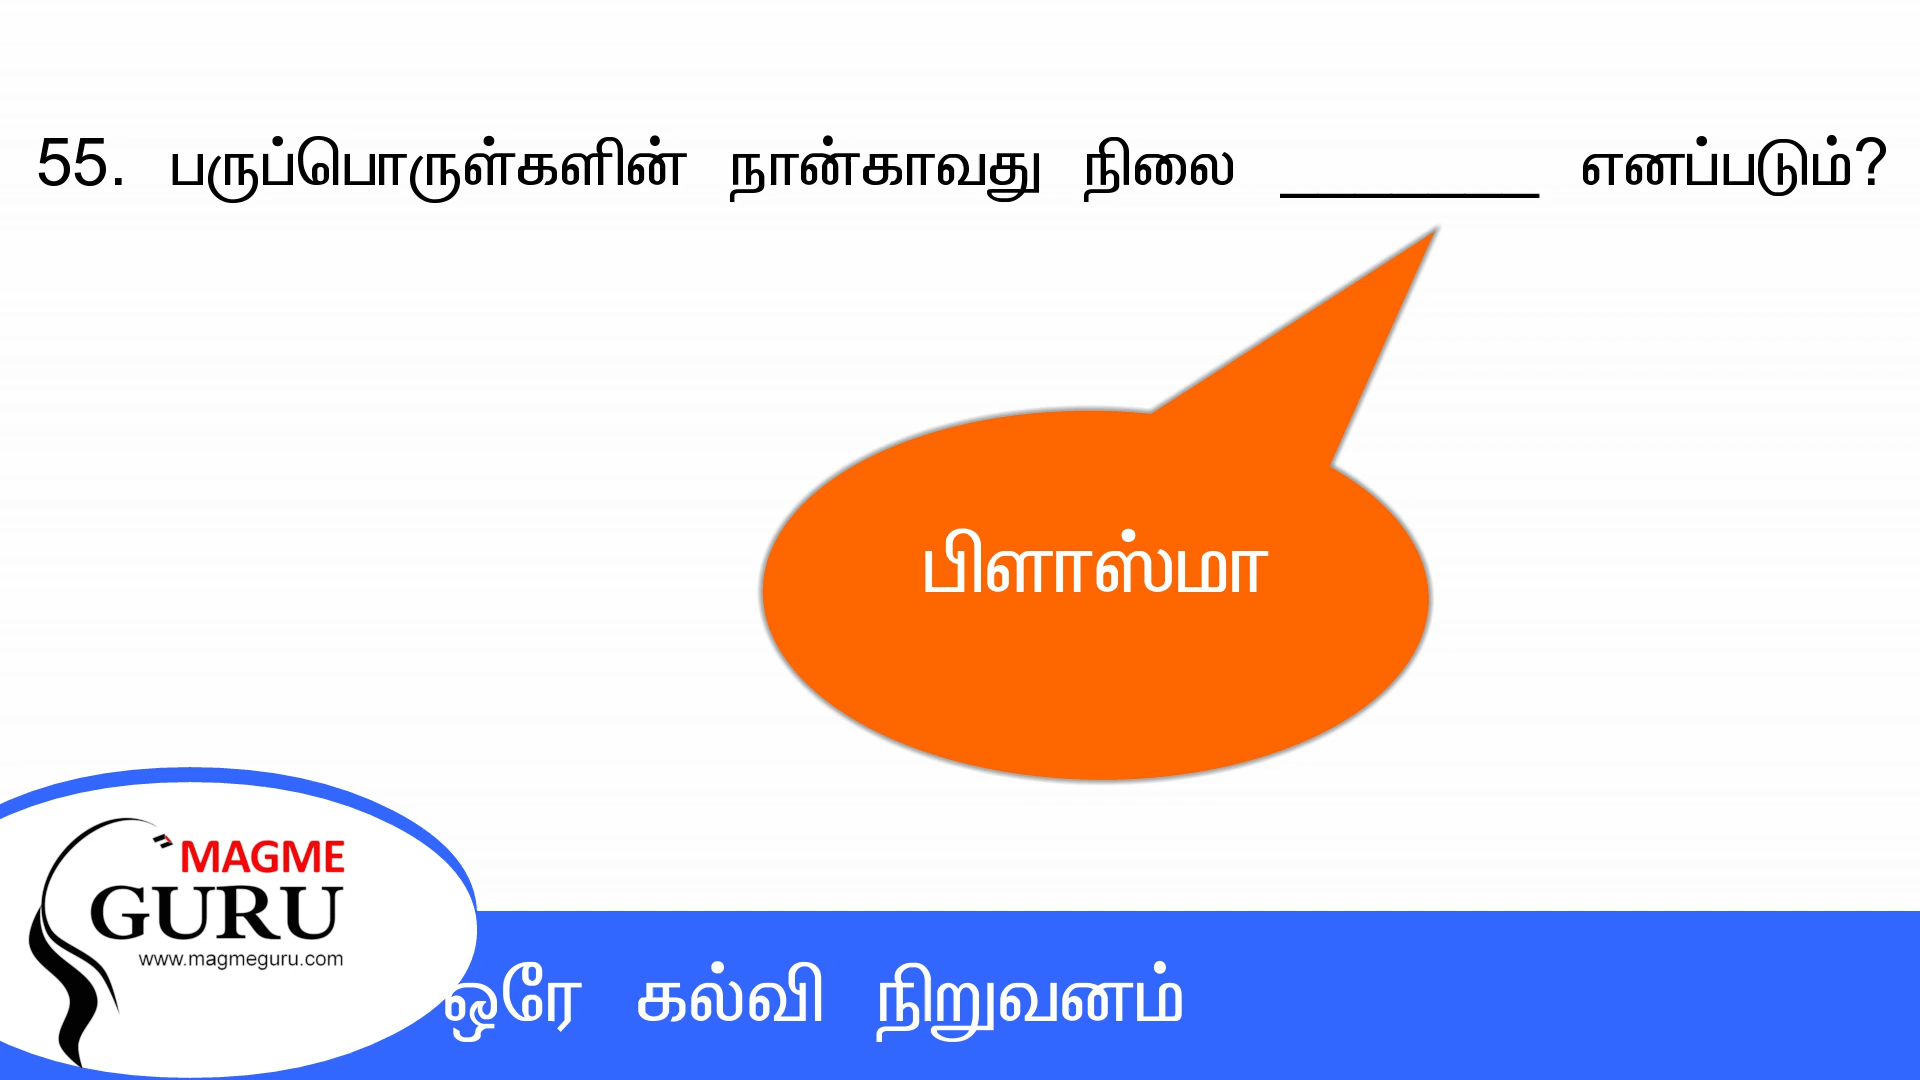 55. பருப்பொருள்களின் நான்காவது நிலை ________ எனப்படும்?
பிளாஸ்மா
MAGME
GURU
www.magmeguru.com
ஒரே கல்வி நிறுவனம்